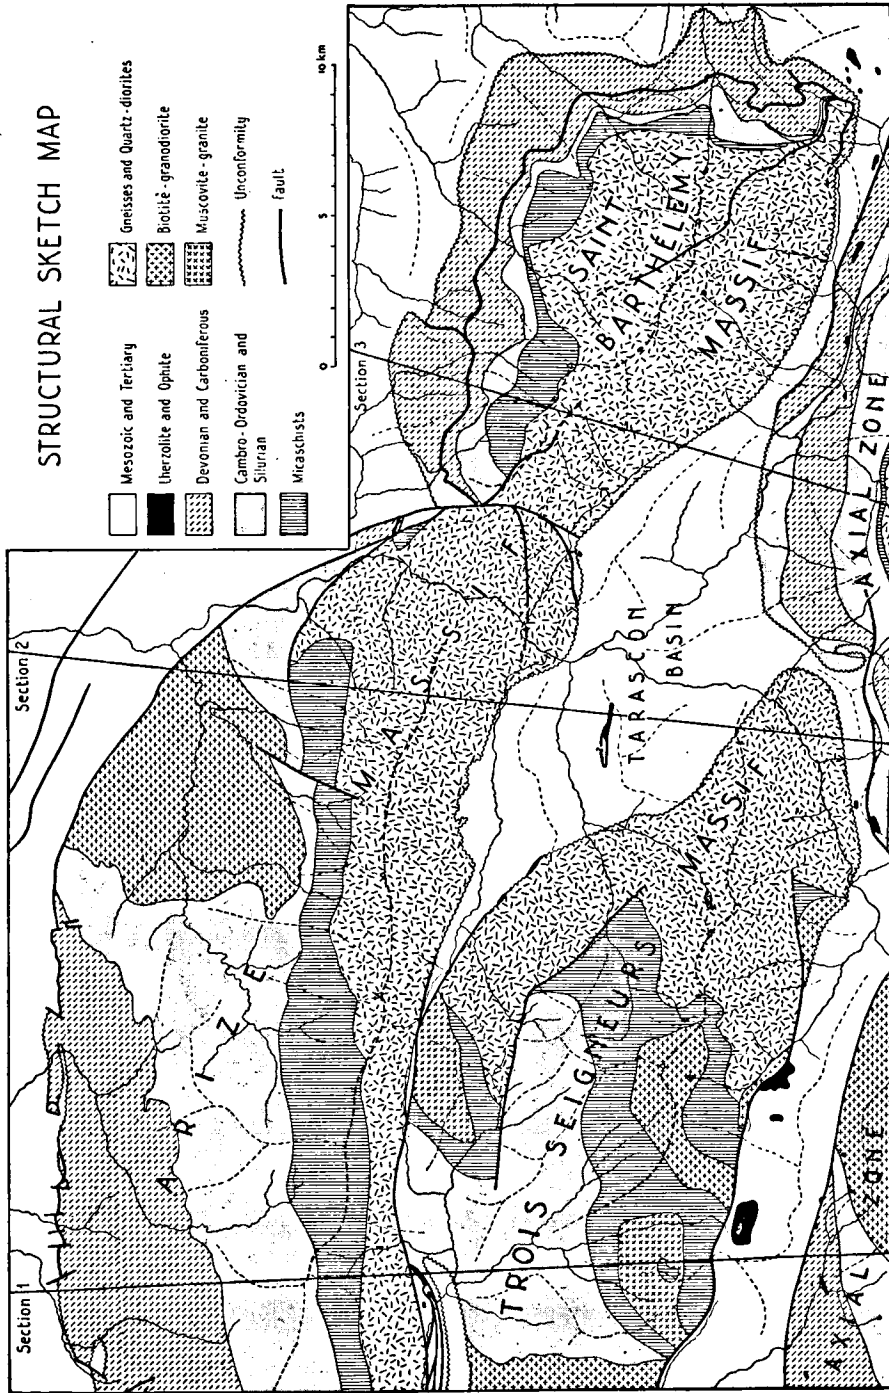 STRUCTURAL SKETCH MAP
Mesozoic and Tertiary
Lherzolite and Ophite
Devonian and Carboniferous
Cambro-Ordovician and
Silurian
Micaschists
Gneisses and Quartz-diorites
Biotite-granodiorite
Muscovite-granite
Unconformity
Fault
0 5 10 km
Section 1
Section 2
Section 3
ARIZE MASSIF
TROIS SEIGNEURS MASSIF
SAINT
BARTHÉLEMY
MASSIF
TARASCON
BASIN
AXIAL ZONE
AXIAL ZONE